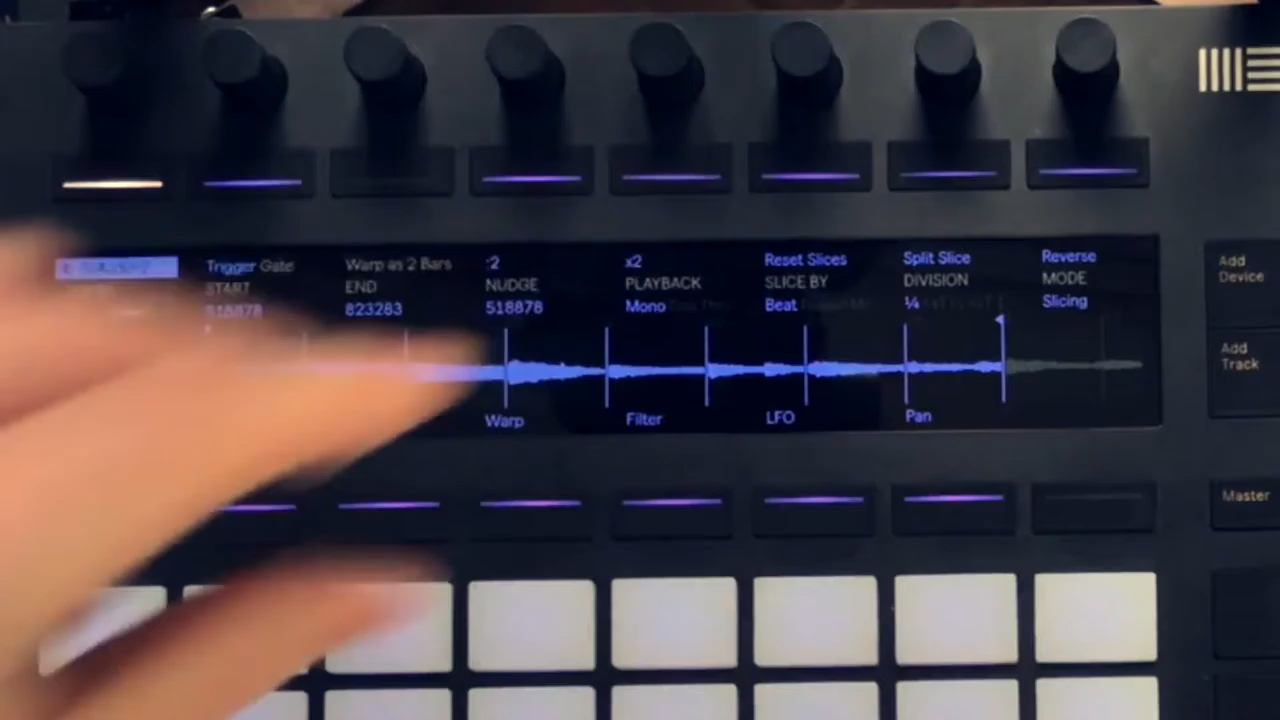 Trigger Gate
Warp as 2 Bars
:2
x2
Reset Slices
Split Slice
Reverse
START
END
NUDGE
PLAYBACK
SLICE BY
DIVISION
MODE
518878
823283
518878
Mono
Beat
¼
Slicing
Warp
Filter
LFO
Pan
Add
Device
Add
Track
Master